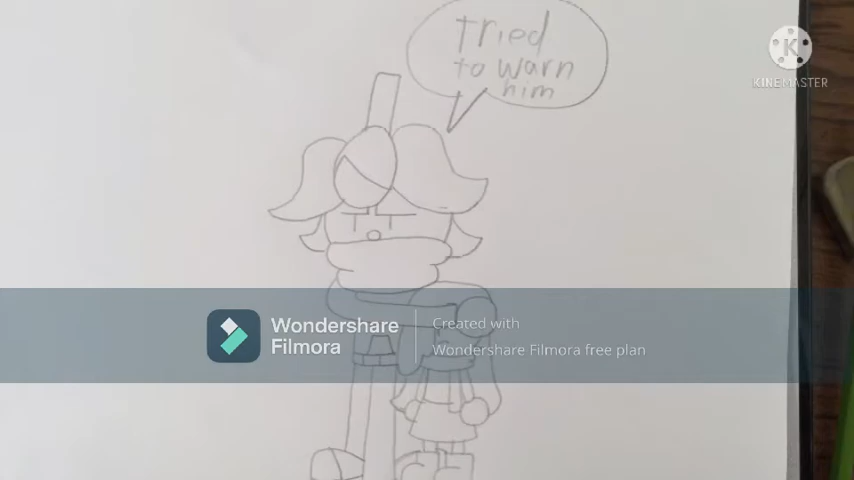 tried
to warn
him
K
KINEMASTER
Wondershare
Filmora
Created with
Wondershare Filmora free plan